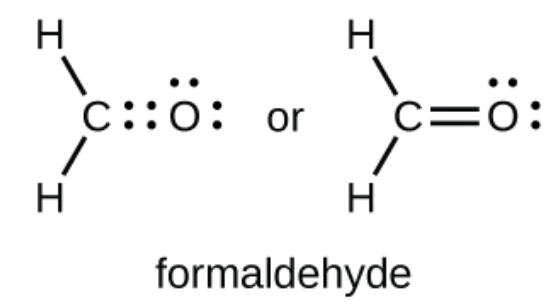 H H
C::O: or C=O:
H H
formaldehyde